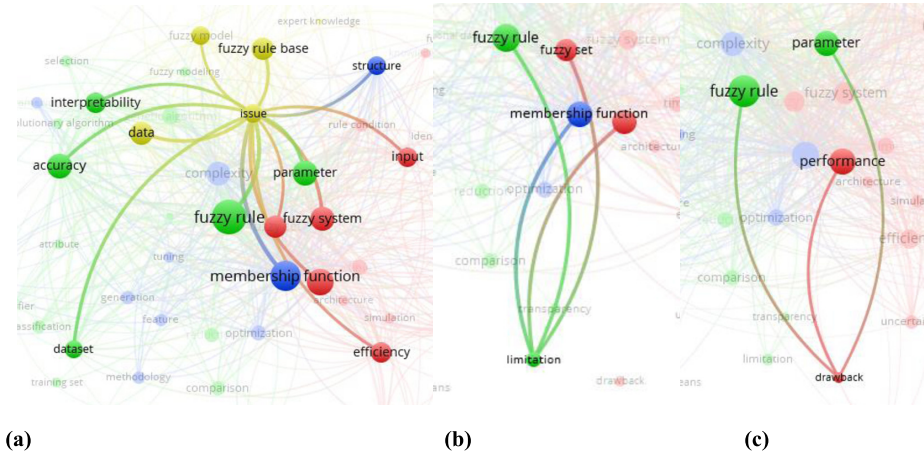 expert knowledge
fuzzy model
fuzzy rule base
structure
selection
fuzzy modeling
interpretability
issue
data
rule condition
accuracy
complexity
parameter
input
fuzzy rule
fuzzy system
attribute
tuning
membership function
generation
architecture
feature
optimization
simulation
dataset
efficiency
methodology
training set
comparison
(a)
fuzzy rule
fuzzy set
fuzzy system
membership function
architecture
optimization
comparison
transparency
limitation
drawback
(b)
complexity
parameter
fuzzy rule
fuzzy system
performance
architecture
optimization
comparison
transparency
limitation
drawback
(c)